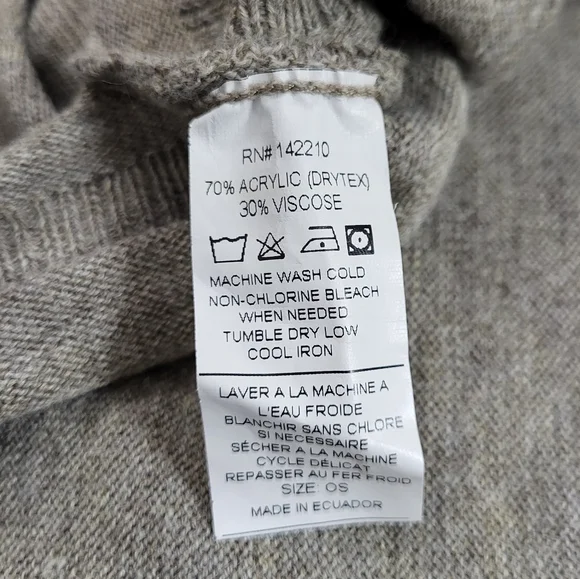 RN# 142210
70% ACRYLIC (DRYTEX)
30% VISCOSE
MACHINE WASH COLD
NON-CHLORINE BLEACH
WHEN NEEDED
TUMBLE DRY LOW
COOL IRON
LAVER A LA MACHINE A
L'EAU FROIDE
BLANCHIR SANS CHLORE
SI NECESSAIRE
SÉCHER A LA MACHINE
CYCLE DÉLICAT
REPASSER AU FER FROID
SIZE: OS
MADE IN ECUADOR